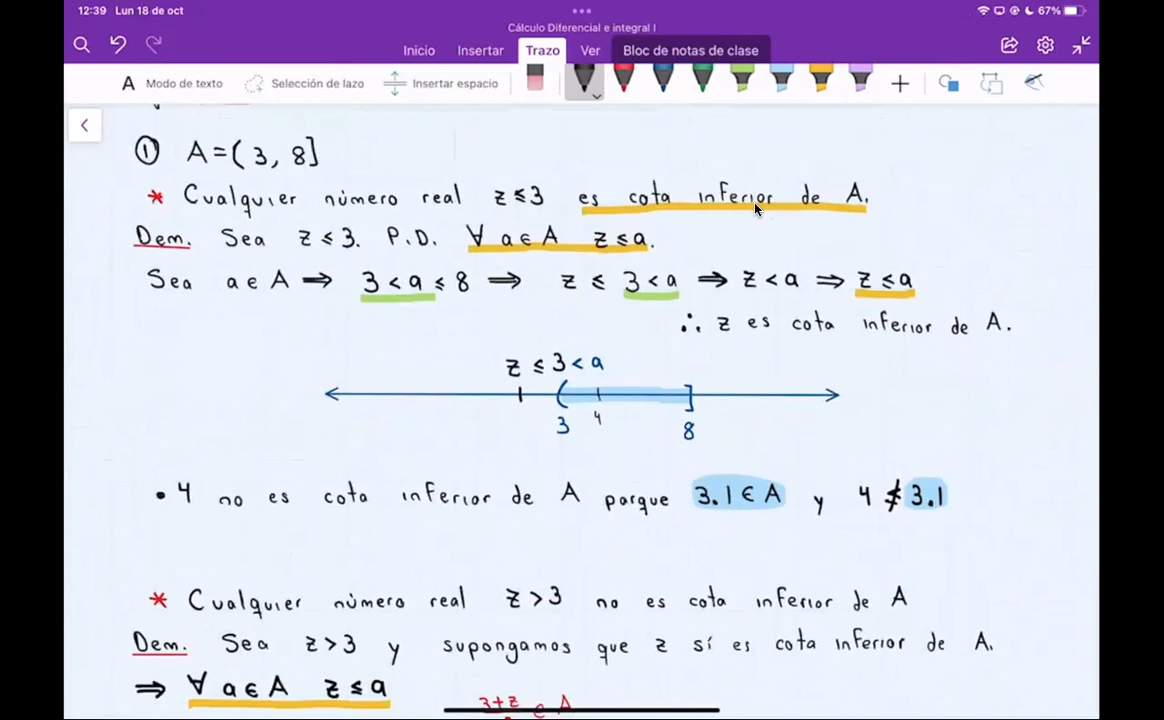 12:39 Lun 18 de oct 67%
Cálculo Diferencial e integral I
Inicio Insertar Trazo Ver Bloc de notas de clase
A Modo de texto Selección de lazo Insertar espacio
① A=(3, 8]
* Cualquier número real z≤3 es cota inferior de A.
Dem. Sea z≤3. P.D. ∀ a∈A z≤a.
Sea a∈A ⟹ 3<a≤8 ⟹ z≤3<a ⟹ z<a ⟹ z≤a
∴ z es cota inferior de A.
z≤3<a
3 4 8
• 4 no es cota inferior de A porque 3.1∈A y 4≰3.1
* Cualquier número real z>3 no es cota inferior de A
Dem. Sea z>3 y supongamos que z sí es cota inferior de A.
⟹ ∀ a∈A z≤a
3+z ∈ A